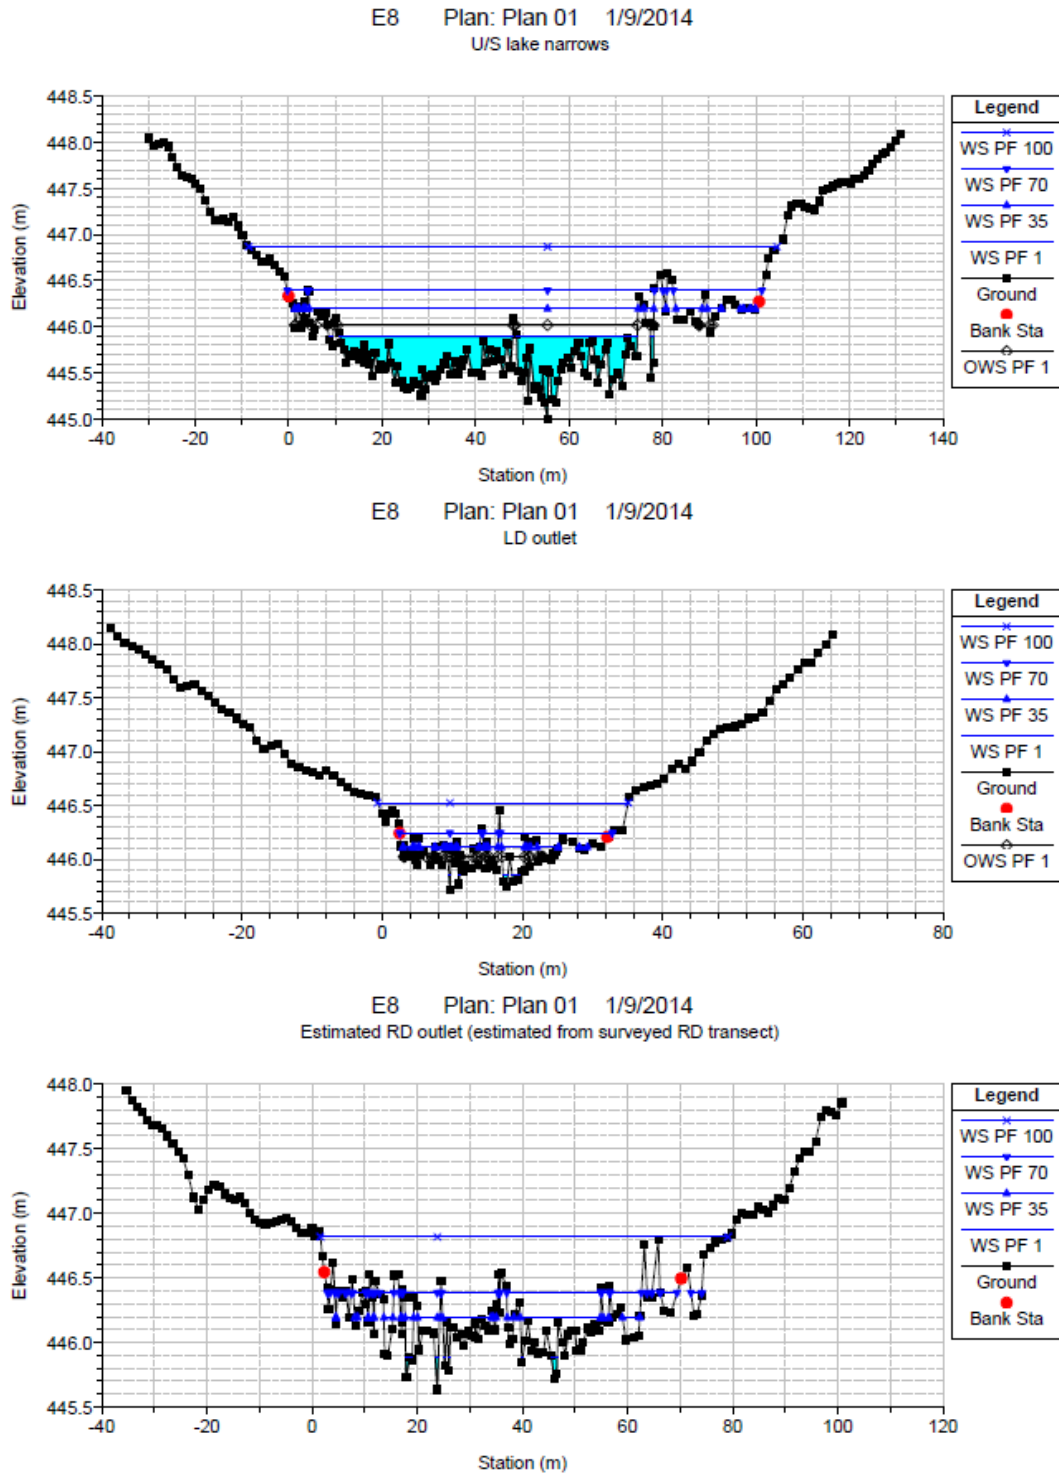 E8 Plan: Plan 01 1/9/2014
U/S lake narrows
448.5
448.0
447.5
447.0
446.5
446.0
445.5
445.0
Elevation (m)
-40
-20
0
20
40
60
80
100
120
140
Station (m)
Legend
WS PF 100
WS PF 70
WS PF 35
WS PF 1
Ground
Bank Sta
OWS PF 1
E8 Plan: Plan 01 1/9/2014
LD outlet
448.5
448.0
447.5
447.0
446.5
446.0
445.5
Elevation (m)
-40
-20
0
20
40
60
80
Station (m)
Legend
WS PF 100
WS PF 70
WS PF 35
WS PF 1
Ground
Bank Sta
OWS PF 1
E8 Plan: Plan 01 1/9/2014
Estimated RD outlet (estimated from surveyed RD transect)
448.0
447.5
447.0
446.5
446.0
445.5
Elevation (m)
-40
-20
0
20
40
60
80
100
120
Station (m)
Legend
WS PF 100
WS PF 70
WS PF 35
WS PF 1
Ground
Bank Sta